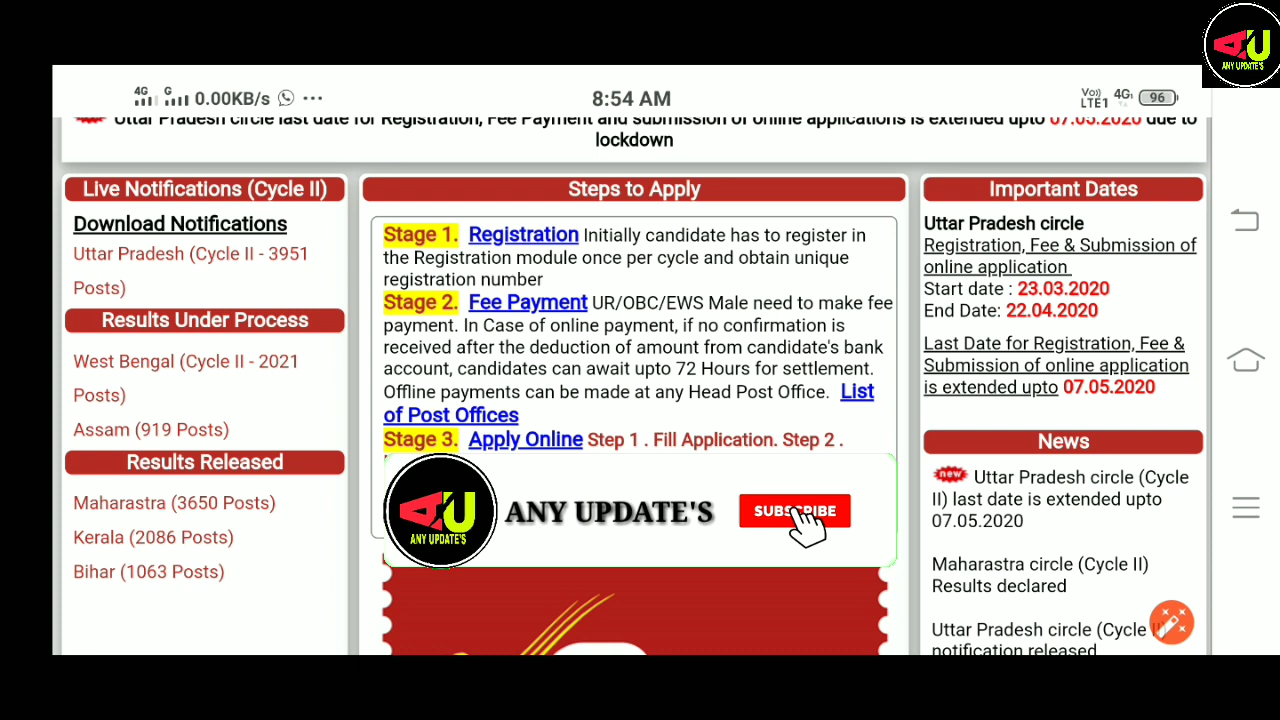 ANY UPDATE'S
4G G 0.00KB/s ...
8:54 AM
Vo)) LTE1 4G 96
Uttar Pradesh circle last date for Registration, Fee Payment and submission of online applications is extended upto 07.05.2020 due to
lockdown
Live Notifications (Cycle II)
Download Notifications
Uttar Pradesh (Cycle II - 3951
Posts)
Results Under Process
West Bengal (Cycle II - 2021
Posts)
Assam (919 Posts)
Results Released
Maharastra (3650 Posts)
Kerala (2086 Posts)
Bihar (1063 Posts)
Steps to Apply
Stage 1. Registration Initially candidate has to register in
the Registration module once per cycle and obtain unique
registration number
Stage 2. Fee Payment UR/OBC/EWS Male need to make fee
payment. In Case of online payment, if no confirmation is
received after the deduction of amount from candidate's bank
account, candidates can await upto 72 Hours for settlement.
Offline payments can be made at any Head Post Office. List
of Post Offices
Stage 3. Apply Online Step 1 . Fill Application. Step 2 .
AU
ANY UPDATE'S
ANY UPDATE'S
SUBSCRIBE
Important Dates
Uttar Pradesh circle
Registration, Fee & Submission of
online application
Start date : 23.03.2020
End Date: 22.04.2020
Last Date for Registration, Fee &
Submission of online application
is extended upto 07.05.2020
News
new Uttar Pradesh circle (Cycle
II) last date is extended upto
07.05.2020
Maharastra circle (Cycle II)
Results declared
Uttar Pradesh circle (Cycle II)
notification released